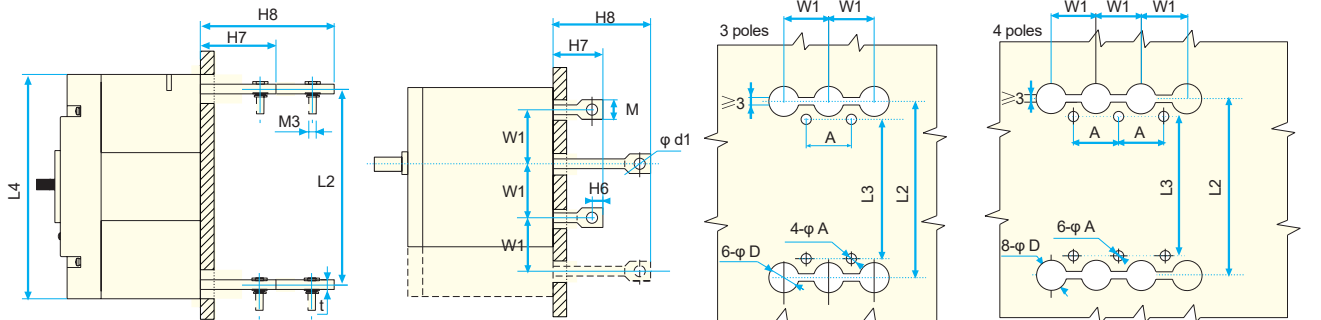 H8
H7
M3
L2
L4
t
H8
H7
M
W1
φ d1
W1
H6
W1
W1 W1
3 poles
≥3
A
L3
L2
4-φ A
6-φ D
W1 W1 W1
4 poles
≥3
A A
L3
L2
6-φ A
8-φ D